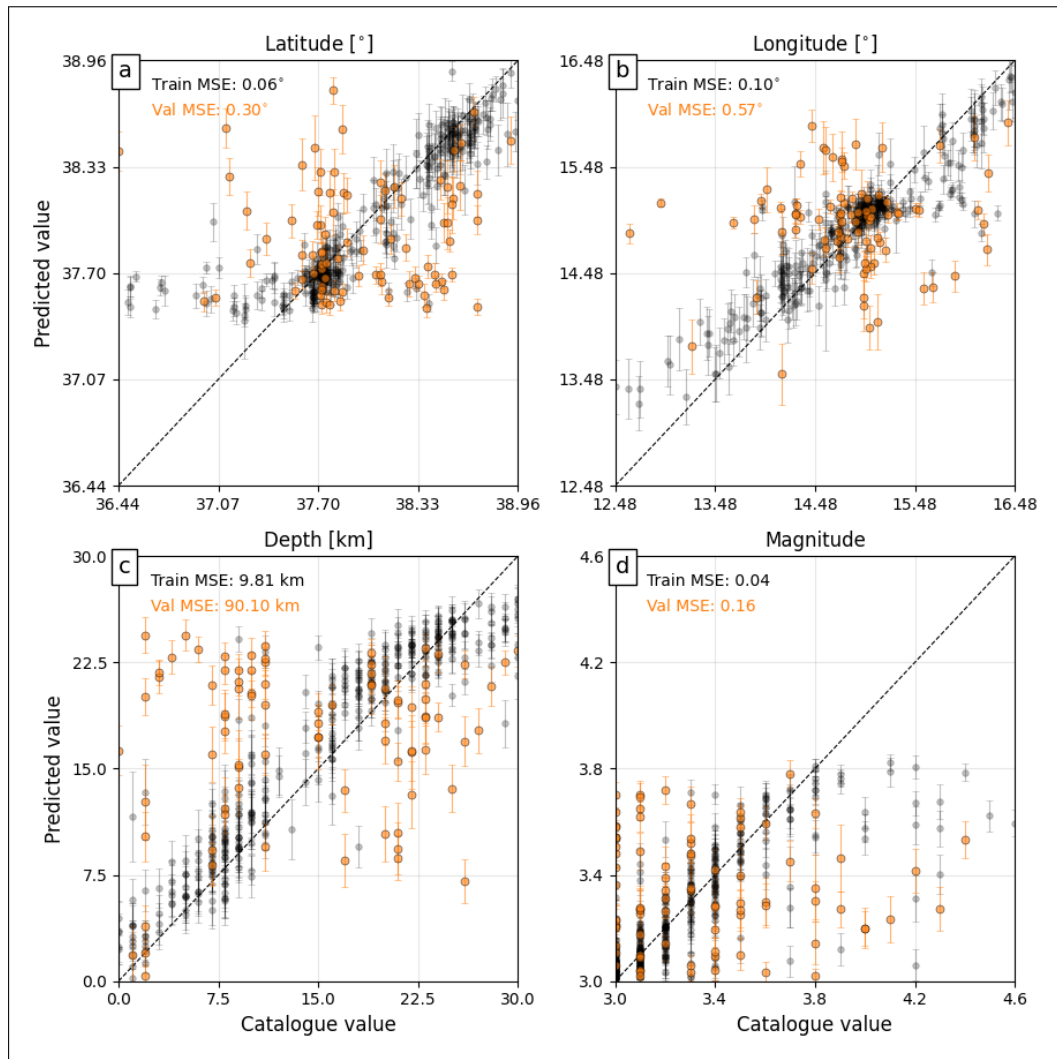 Latitude [°]
a
Train MSE: 0.06°
Val MSE: 0.30°
38.96
38.33
37.70
37.07
36.44
36.44 37.07 37.70 38.33 38.96
Predicted value
Longitude [°]
b
Train MSE: 0.10°
Val MSE: 0.57°
16.48
15.48
14.48
13.48
12.48
12.48 13.48 14.48 15.48 16.48
Depth [km]
c
Train MSE: 9.81 km
Val MSE: 90.10 km
30.0
22.5
15.0
7.5
0.0
0.0 7.5 15.0 22.5 30.0
Predicted value
Catalogue value
Magnitude
d
Train MSE: 0.04
Val MSE: 0.16
4.6
4.2
3.8
3.4
3.0
3.0 3.4 3.8 4.2 4.6
Catalogue value